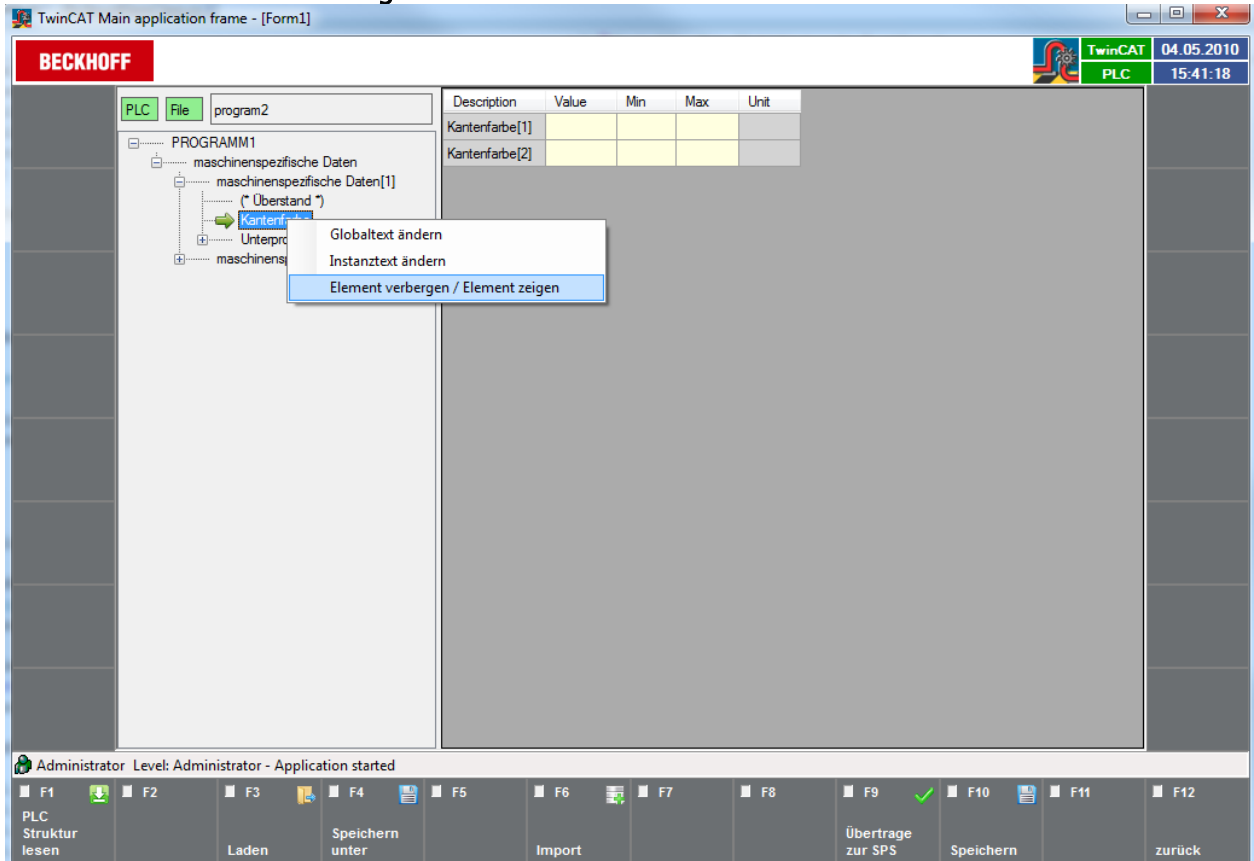 TwinCAT Main application frame - [Form1]
BECKHOFF
TwinCAT 04.05.2010
PLC 15:41:18
PLC File program2
Description Value Min Max Unit
Kantenfarbe[1]
Kantenfarbe[2]
PROGRAMM1
maschinenspezifische Daten
maschinenspezifische Daten[1]
(* Überstand *)
Kantenfarbe
Unterpro
maschinensp
Globaltext ändern
Instanztext ändern
Element verbergen / Element zeigen
Administrator Level: Administrator - Application started
F1 F2 F3 F4 F5 F6 F7 F8 F9 F10 F11 F12
PLC
Struktur Speichern Übertrage
lesen Laden unter Import zur SPS Speichern zurück